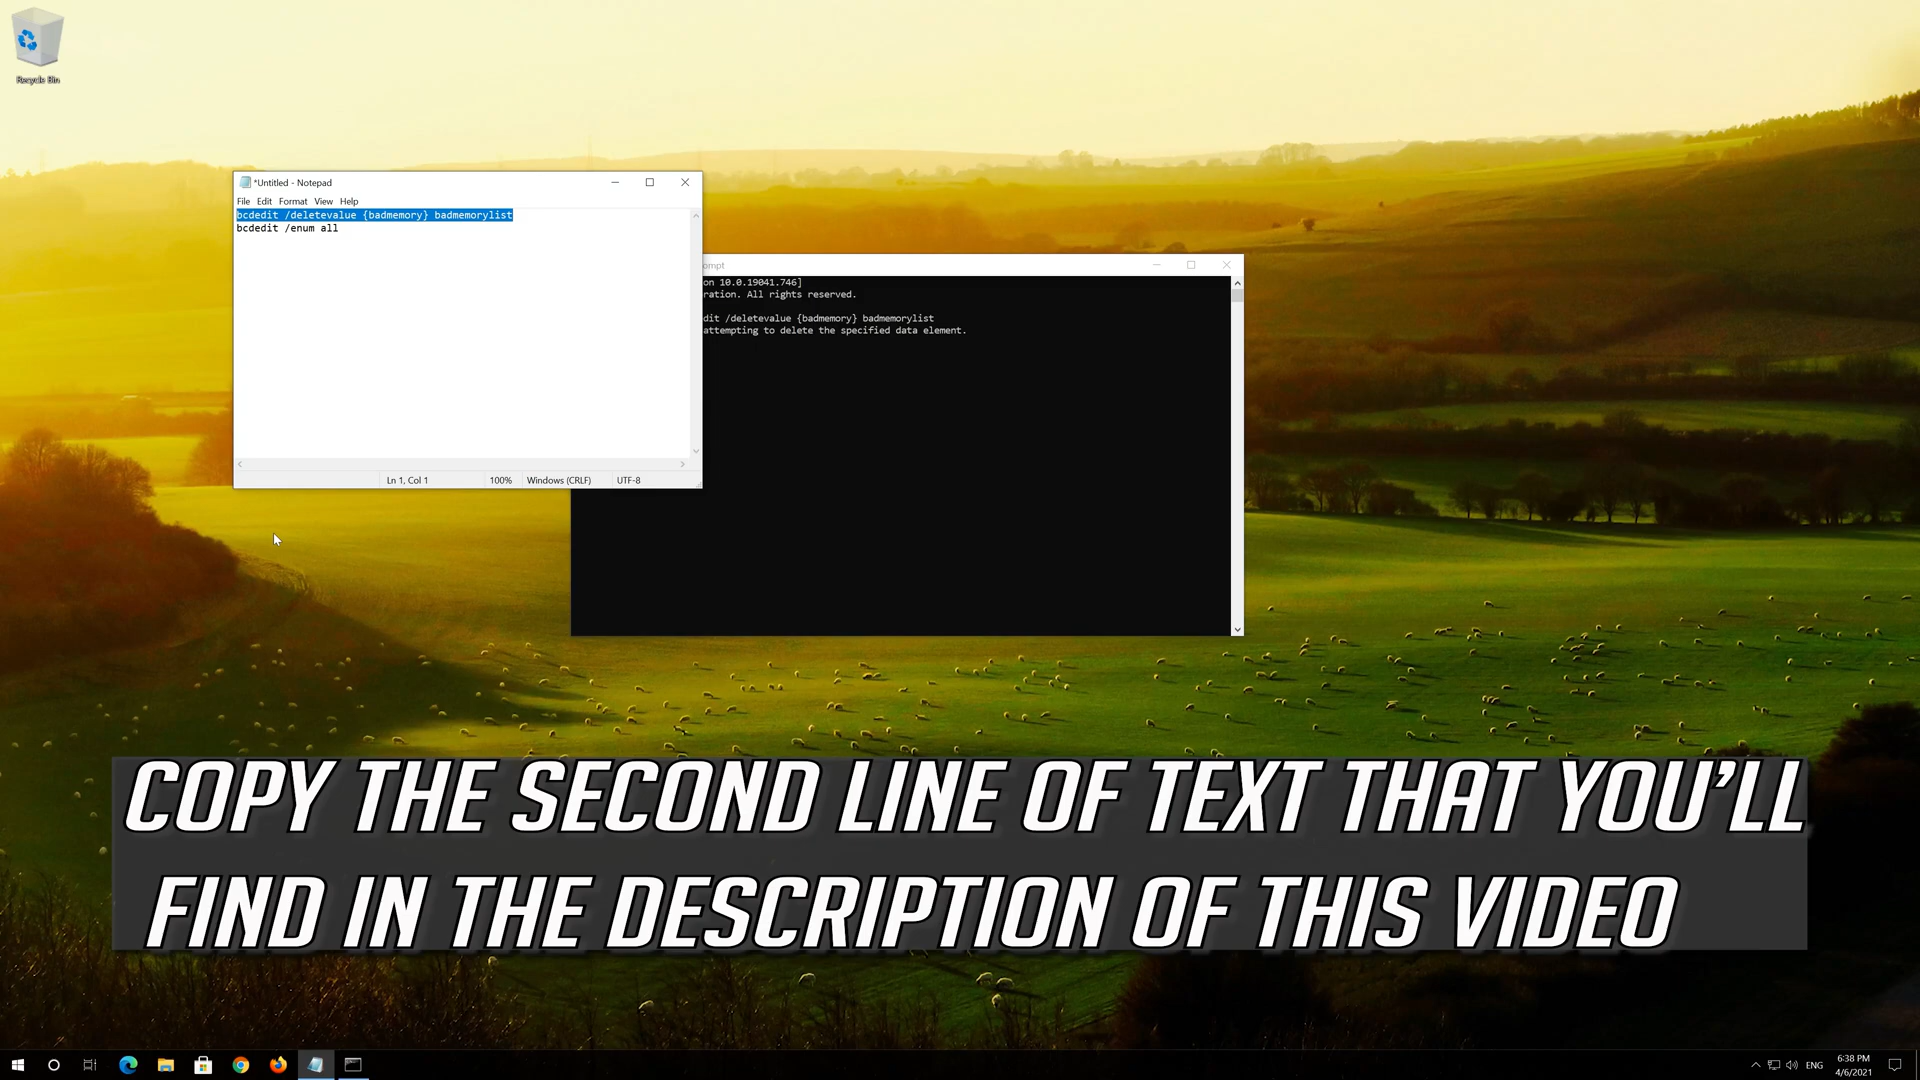 Recycle Bin
*Untitled - Notepad
File Edit Format View Help
bcdedit /deletevalue {badmemory} badmemorylist
bcdedit /enum all
Ln 1, Col 1 100% Windows (CRLF) UTF-8
ompt
on 10.0.19041.746]
ration. All rights reserved.
dit /deletevalue {badmemory} badmemorylist
attempting to delete the specified data element.
COPY THE SECOND LINE OF TEXT THAT YOU'LL
FIND IN THE DESCRIPTION OF THIS VIDEO
ENG
6:38 PM
4/6/2021